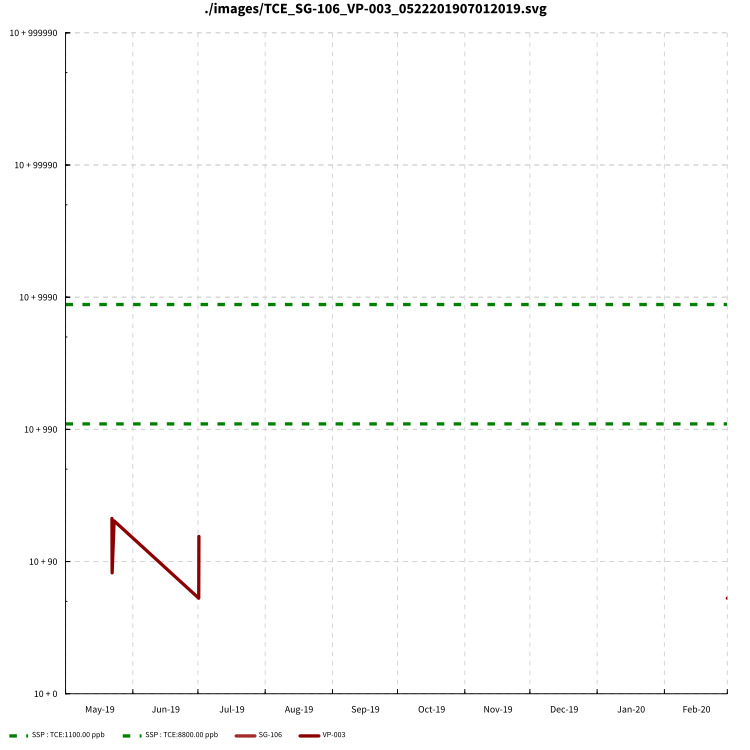 ./images/TCE_SG-106_VP-003_0522201907012019.svg
10 + 999990
10 + 99990
10 + 9990
10 + 990
10 + 90
10 + 0
May-19 Jun-19 Jul-19 Aug-19 Sep-19 Oct-19 Nov-19 Dec-19 Jan-20 Feb-20
SSP : TCE:1100.00 ppb SSP : TCE:8800.00 ppb SG-106 VP-003